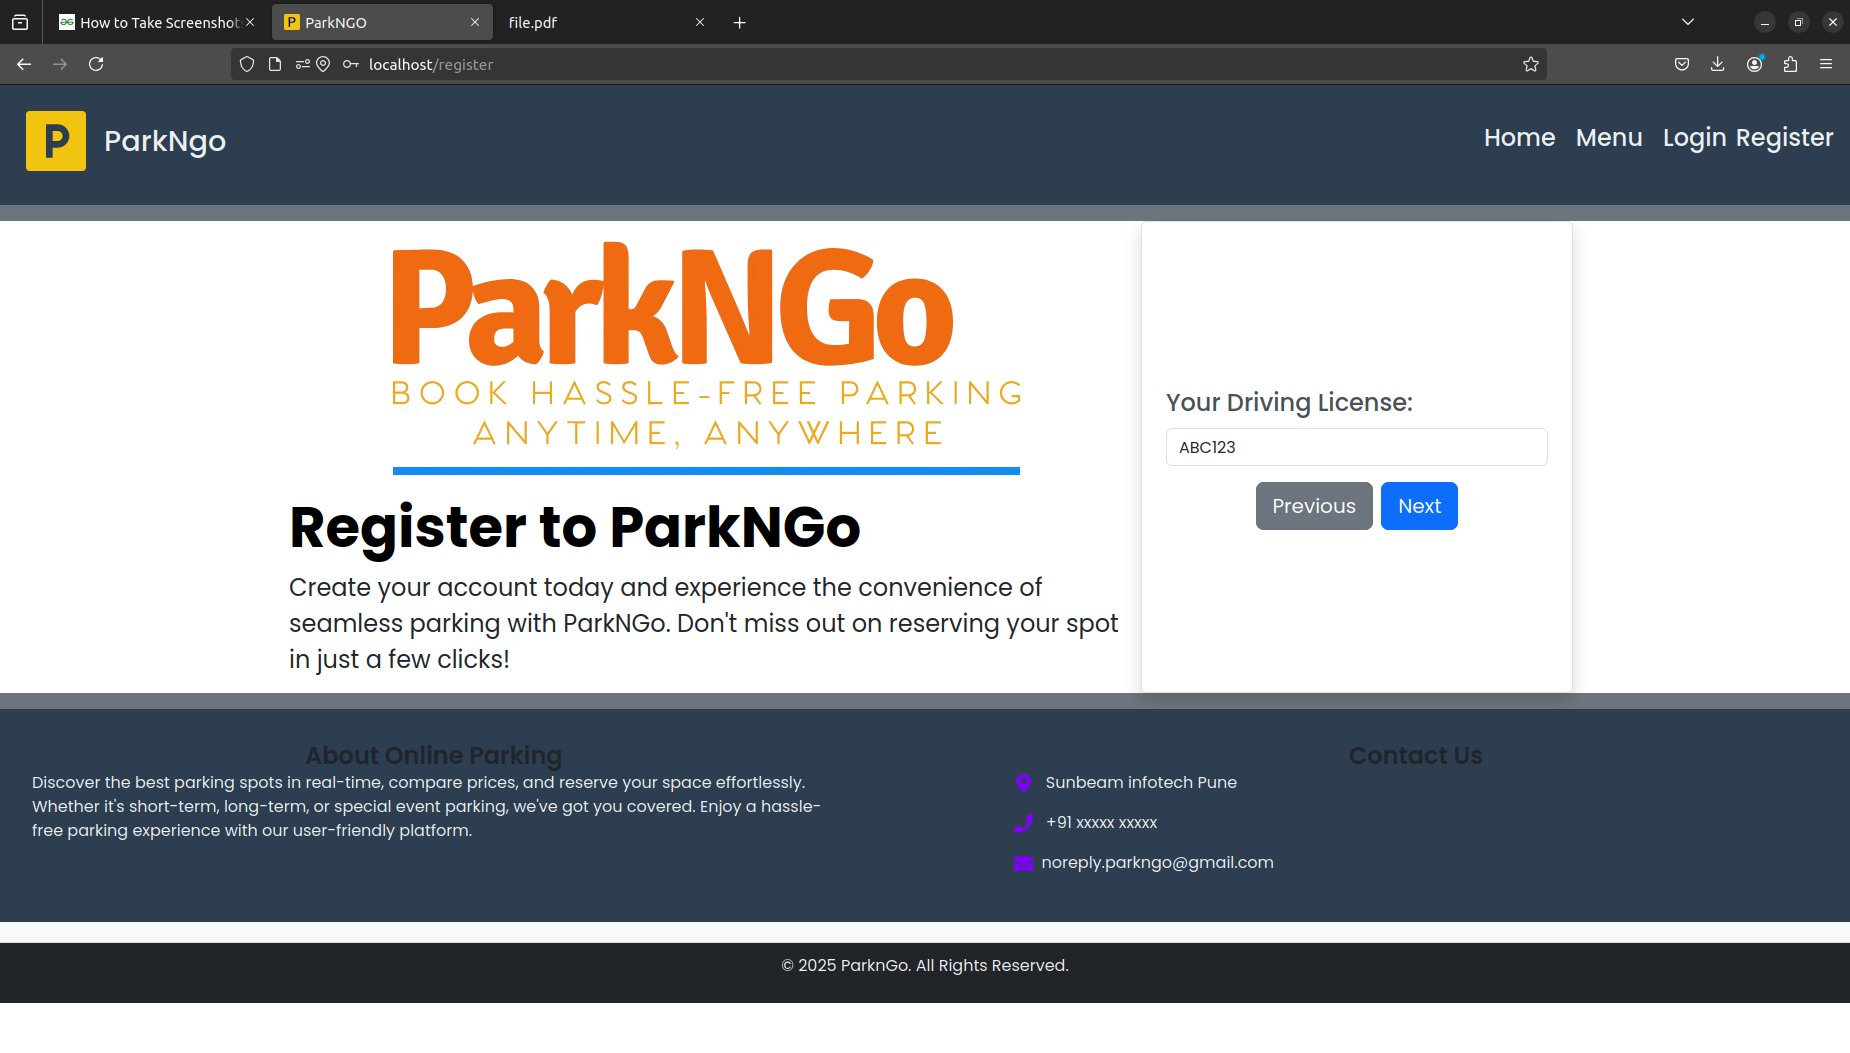 How to Take Screenshot
ParkNGO
file.pdf
localhost/register
P
ParkNgo
Home
Menu
Login
Register
ParkNGo
BOOK HASSLE-FREE PARKING
ANYTIME, ANYWHERE
Register to ParkNGo
Create your account today and experience the convenience of
seamless parking with ParkNGo. Don't miss out on reserving your spot
in just a few clicks!
Your Driving License:
ABC123
Previous
Next
About Online Parking
Discover the best parking spots in real-time, compare prices, and reserve your space effortlessly.
Whether it's short-term, long-term, or special event parking, we've got you covered. Enjoy a hassle-
free parking experience with our user-friendly platform.
Contact Us
Sunbeam infotech Pune
+91 xxxxx xxxxx
noreply.parkngo@gmail.com
© 2025 ParknGo. All Rights Reserved.